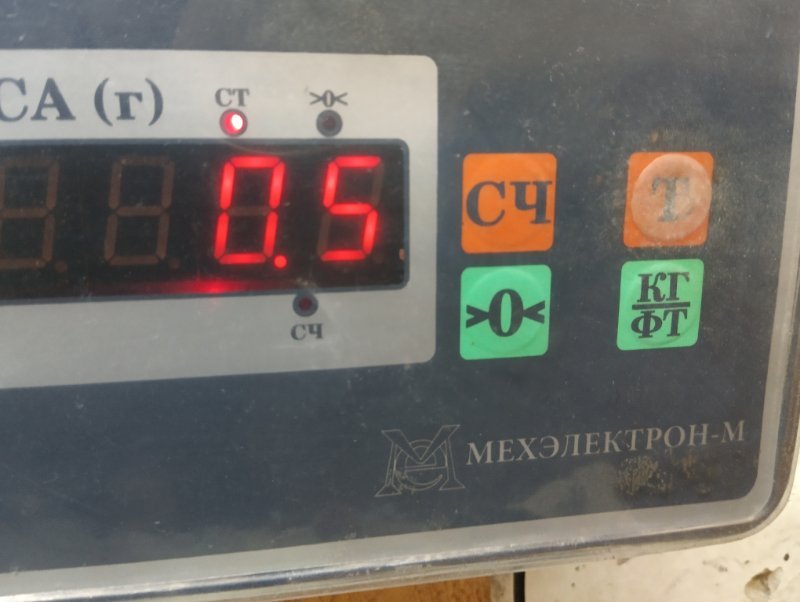 СА (г)
СТ
>0<
0.5
СЧ
СЧ
Т
>0<
КГ
ФТ
МЕХЭЛЕКТРОН-М